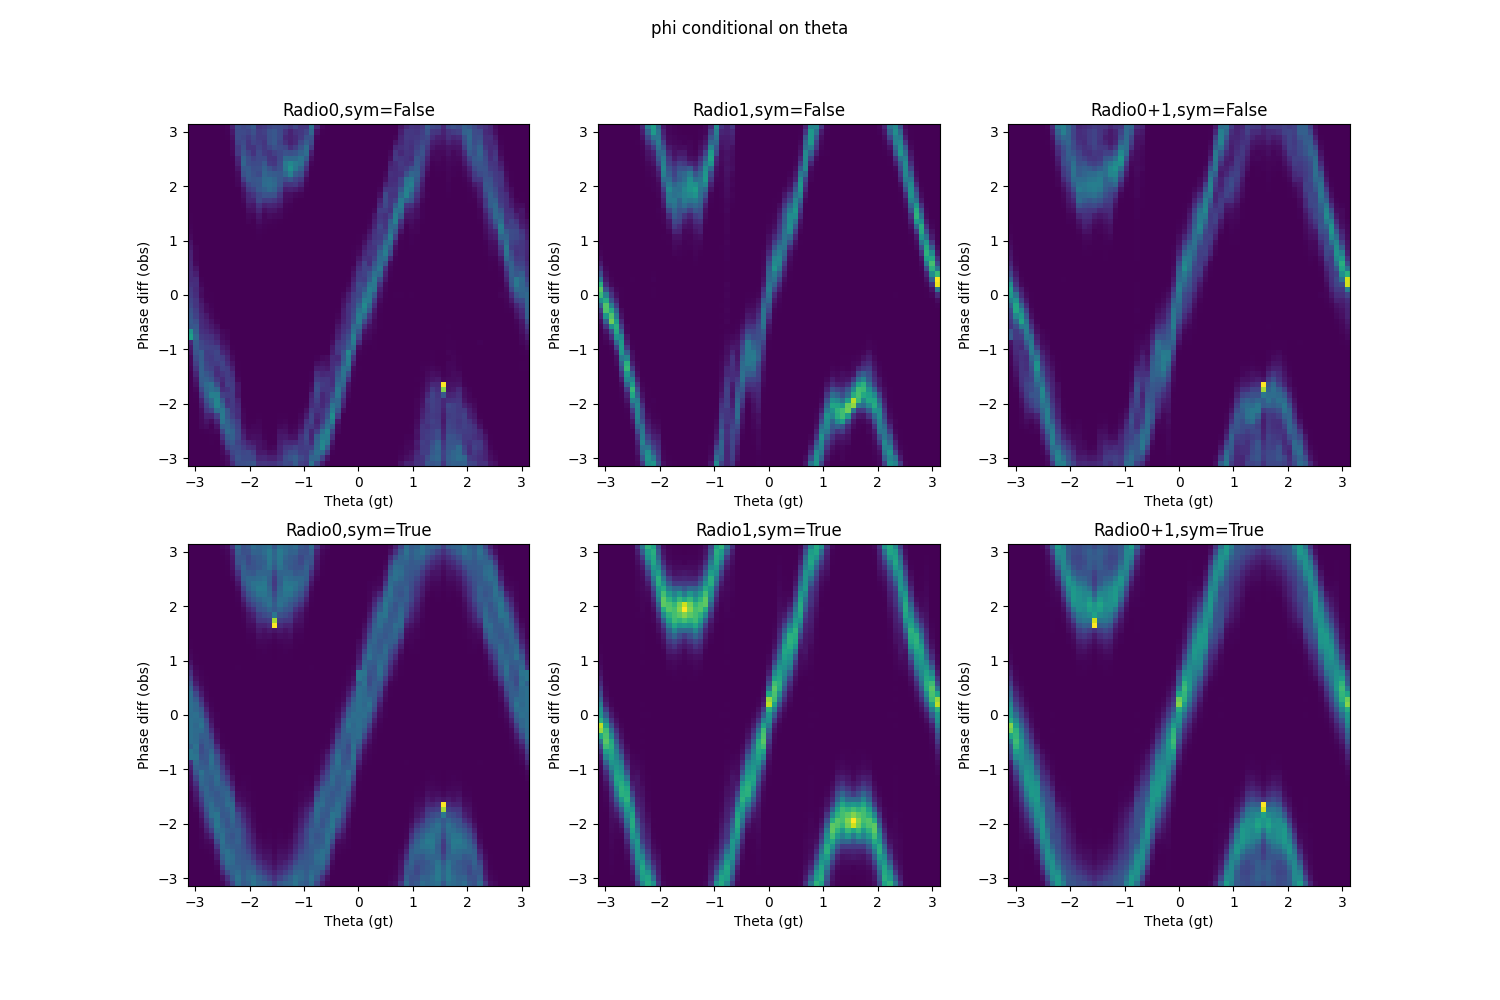 phi conditional on theta
Radio0,sym=False
Radio1,sym=False
Radio0+1,sym=False
3
2
1
0
−1
−2
−3
Phase diff (obs)
−3 −2 −1 0 1 2 3
Theta (gt)
3
2
1
0
−1
−2
−3
Phase diff (obs)
−3 −2 −1 0 1 2 3
Theta (gt)
3
2
1
0
−1
−2
−3
Phase diff (obs)
−3 −2 −1 0 1 2 3
Theta (gt)
Radio0,sym=True
Radio1,sym=True
Radio0+1,sym=True
3
2
1
0
−1
−2
−3
Phase diff (obs)
−3 −2 −1 0 1 2 3
Theta (gt)
3
2
1
0
−1
−2
−3
Phase diff (obs)
−3 −2 −1 0 1 2 3
Theta (gt)
3
2
1
0
−1
−2
−3
Phase diff (obs)
−3 −2 −1 0 1 2 3
Theta (gt)